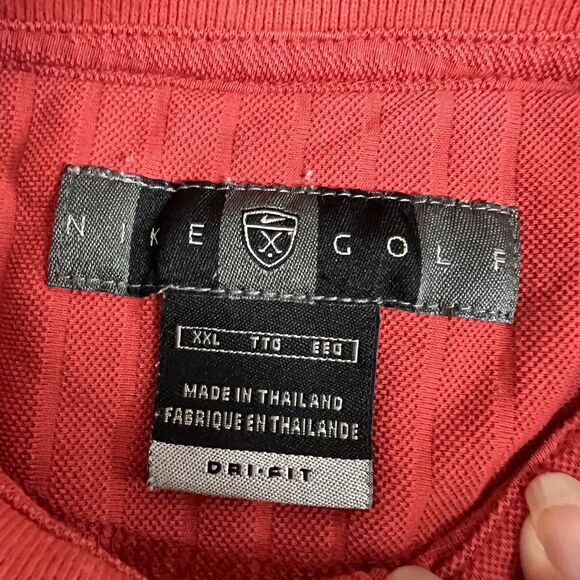 NIKE GOLF
XXL TTG EEG
MADE IN THAILAND
FABRIQUE EN THAILANDE
DRI-FIT